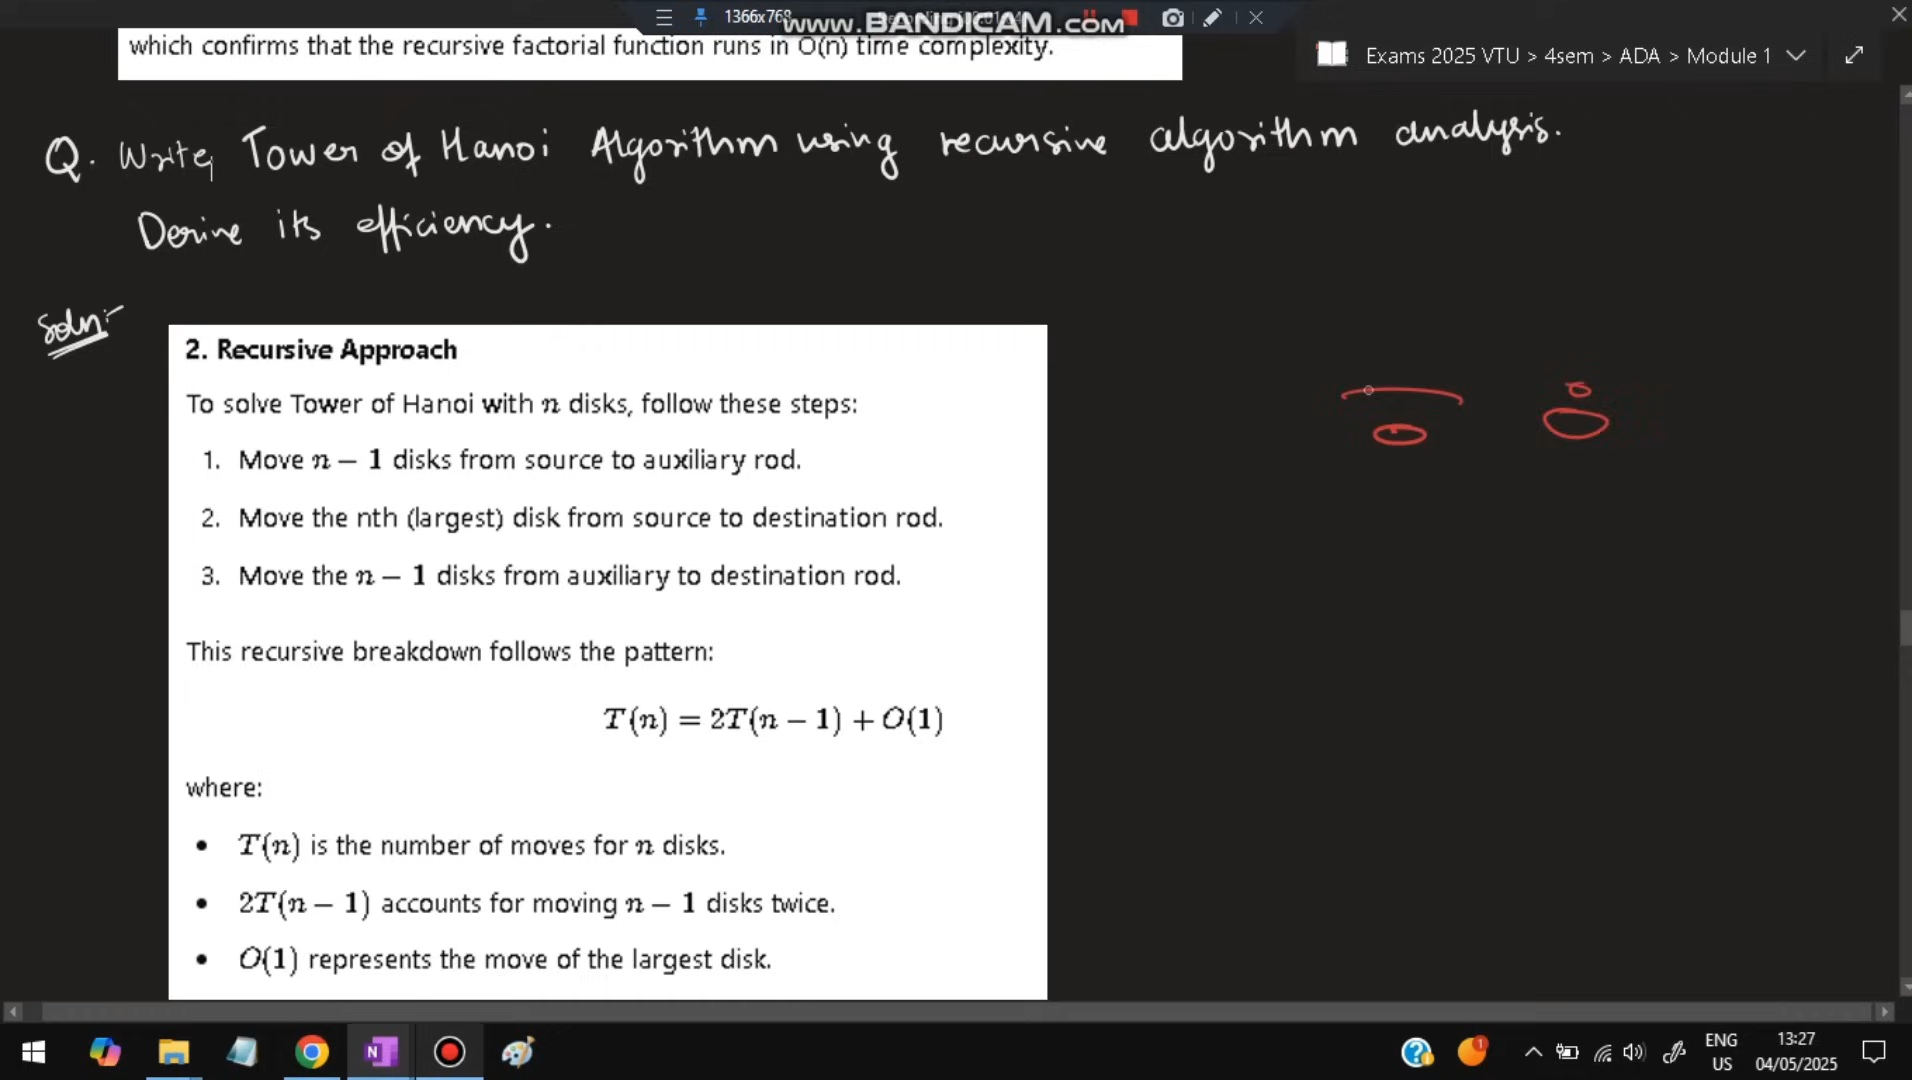 1366x768
www.BANDICAM.com
which confirms that the recursive factorial function runs in O(n) time complexity.
Exams 2025 VTU > 4sem > ADA > Module 1
Q. Write Tower of Hanoi Algorithm using recursive algorithm analysis.
Derive its efficiency.
Soln:-
2. Recursive Approach
To solve Tower of Hanoi with n disks, follow these steps:
1. Move n − 1 disks from source to auxiliary rod.
2. Move the nth (largest) disk from source to destination rod.
3. Move the n − 1 disks from auxiliary to destination rod.
This recursive breakdown follows the pattern:
T(n) = 2T(n − 1) + O(1)
where:
• T(n) is the number of moves for n disks.
• 2T(n − 1) accounts for moving n − 1 disks twice.
• O(1) represents the move of the largest disk.
N
1
ENG
US
13:27
04/05/2025